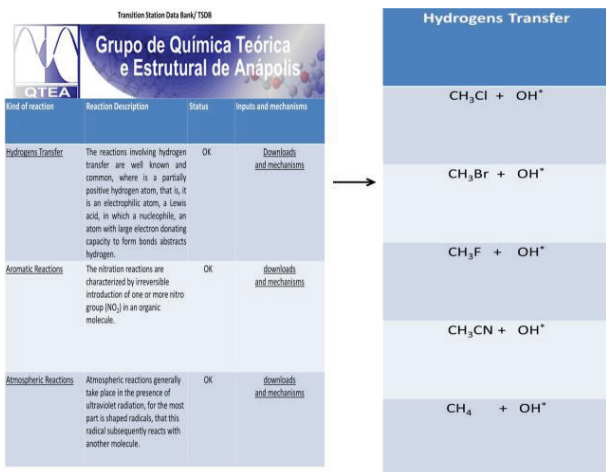 Transition Station Data Bank/ TSDB
QTEA
Grupo de Química Teórica
e Estrutural de Anápolis
Kind of reaction Reaction Description Status Inputs and mechanisms
Hydrogens Transfer
The reactions involving hydrogen
transfer are well known and
common, where is a partially
positive hydrogen atom, that is, it
is an electrophilic atom, a Lewis
acid, in which a nucleophile, an
atom with large electron donating
capacity to form bonds abstracts
hydrogen.
OK
Downloads
and mechanisms
Aromatic Reactions
The nitration reactions are
characterized by irreversible
introduction of one or more nitro
group (NO₂) in an organic
molecule.
OK
downloads
and mechanisms
Atmospheric Reactions
Atmospheric reactions generally
take place in the presence of
ultraviolet radiation, for the most
part is shaped radicals, that this
radical subsequently reacts with
another molecule.
OK
downloads
and mechanisms
Hydrogens Transfer
CH₃Cl + OH*
CH₃Br + OH*
CH₃F + OH*
CH₃CN + OH*
CH₄ + OH*